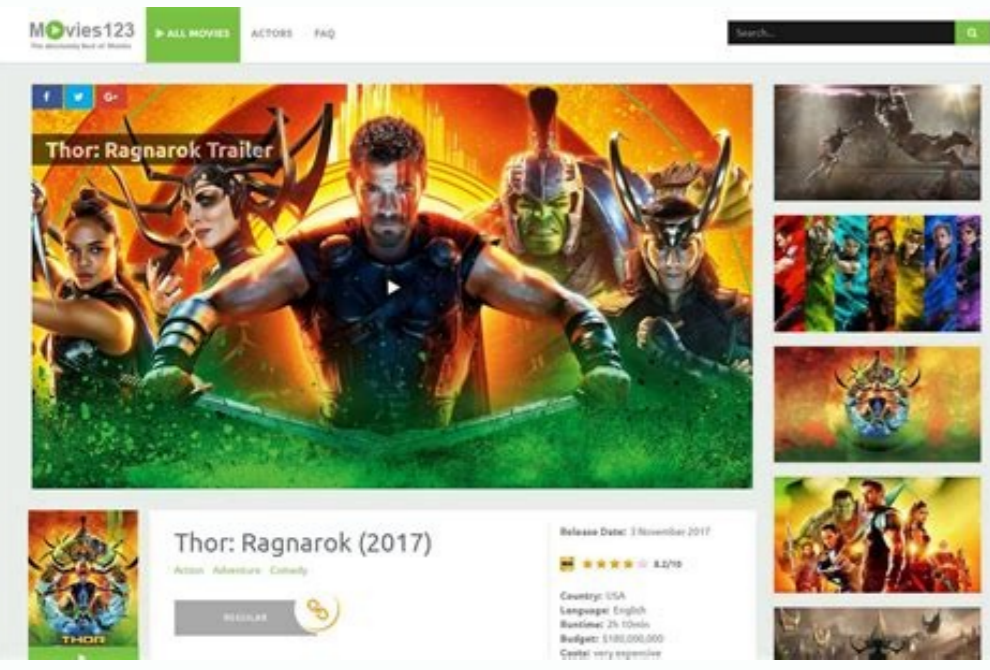 Movies123
The absolutely Best of Movies
ALL MOVIES ACTORS FAQ
Search...
f G+
Thor: Ragnarok Trailer
Thor: Ragnarok (2017)
Action Adventure Comedy
REGULAR
THOR
Release Date: 3 November 2017
8.2/10
Country: USA
Language: English
Runtime: 2h 10min
Budget: $180,000,000
Costs: very expensive